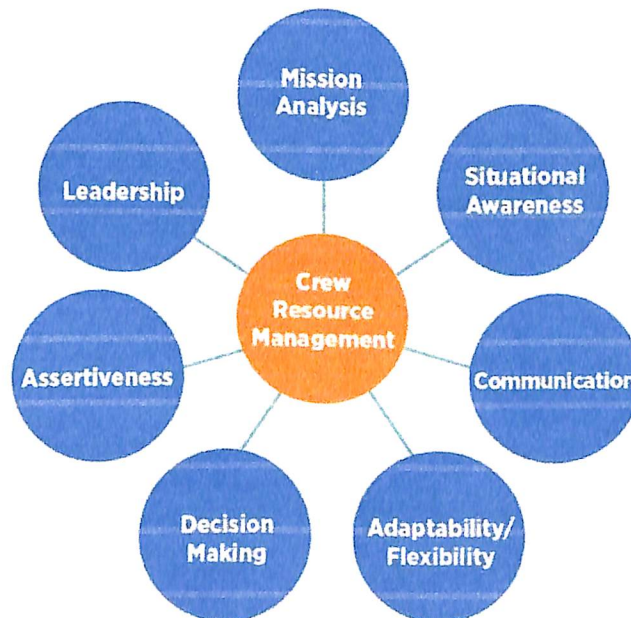 Mission
Analysis
Situational
Awareness
Communication
Adaptability/
Flexibility
Decision
Making
Assertiveness
Leadership
Crew
Resource
Management